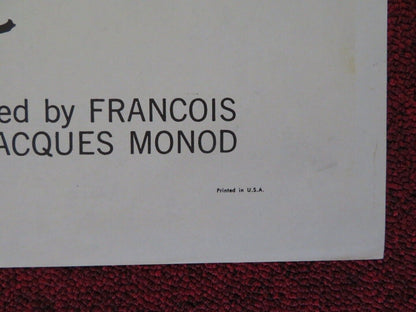 ed by FRANCOIS
ACQUES MONOD
Printed in U.S.A.